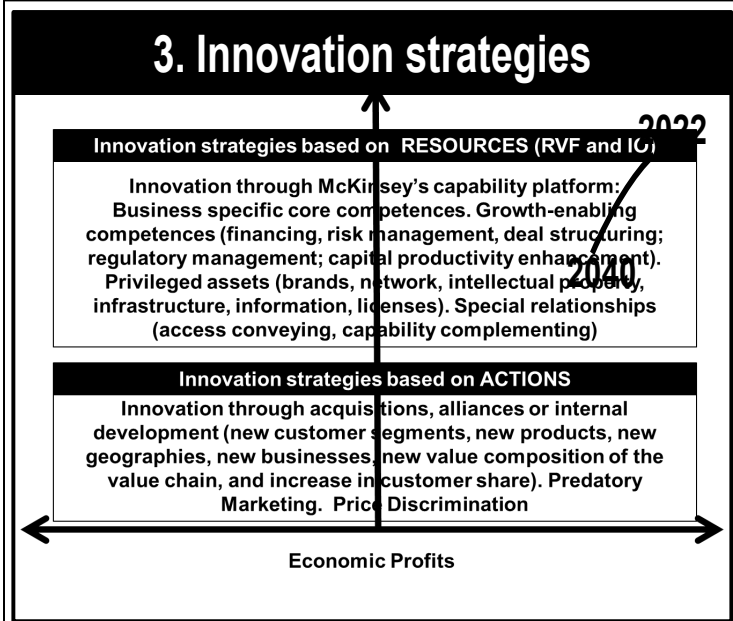 3. Innovation strategies
2022
Innovation strategies based on RESOURCES (RVF and IO)
Innovation through McKinsey's capability platform:
Business specific core competences. Growth-enabling
competences (financing, risk management, deal structuring;
regulatory management; capital productivity enhancement).
2040
Privileged assets (brands, network, intellectual property,
infrastructure, information, licenses). Special relationships
(access conveying, capability complementing)
Innovation strategies based on ACTIONS
Innovation through acquisitions, alliances or internal
development (new customer segments, new products, new
geographies, new businesses, new value composition of the
value chain, and increase in customer share). Predatory
Marketing. Price Discrimination
Economic Profits